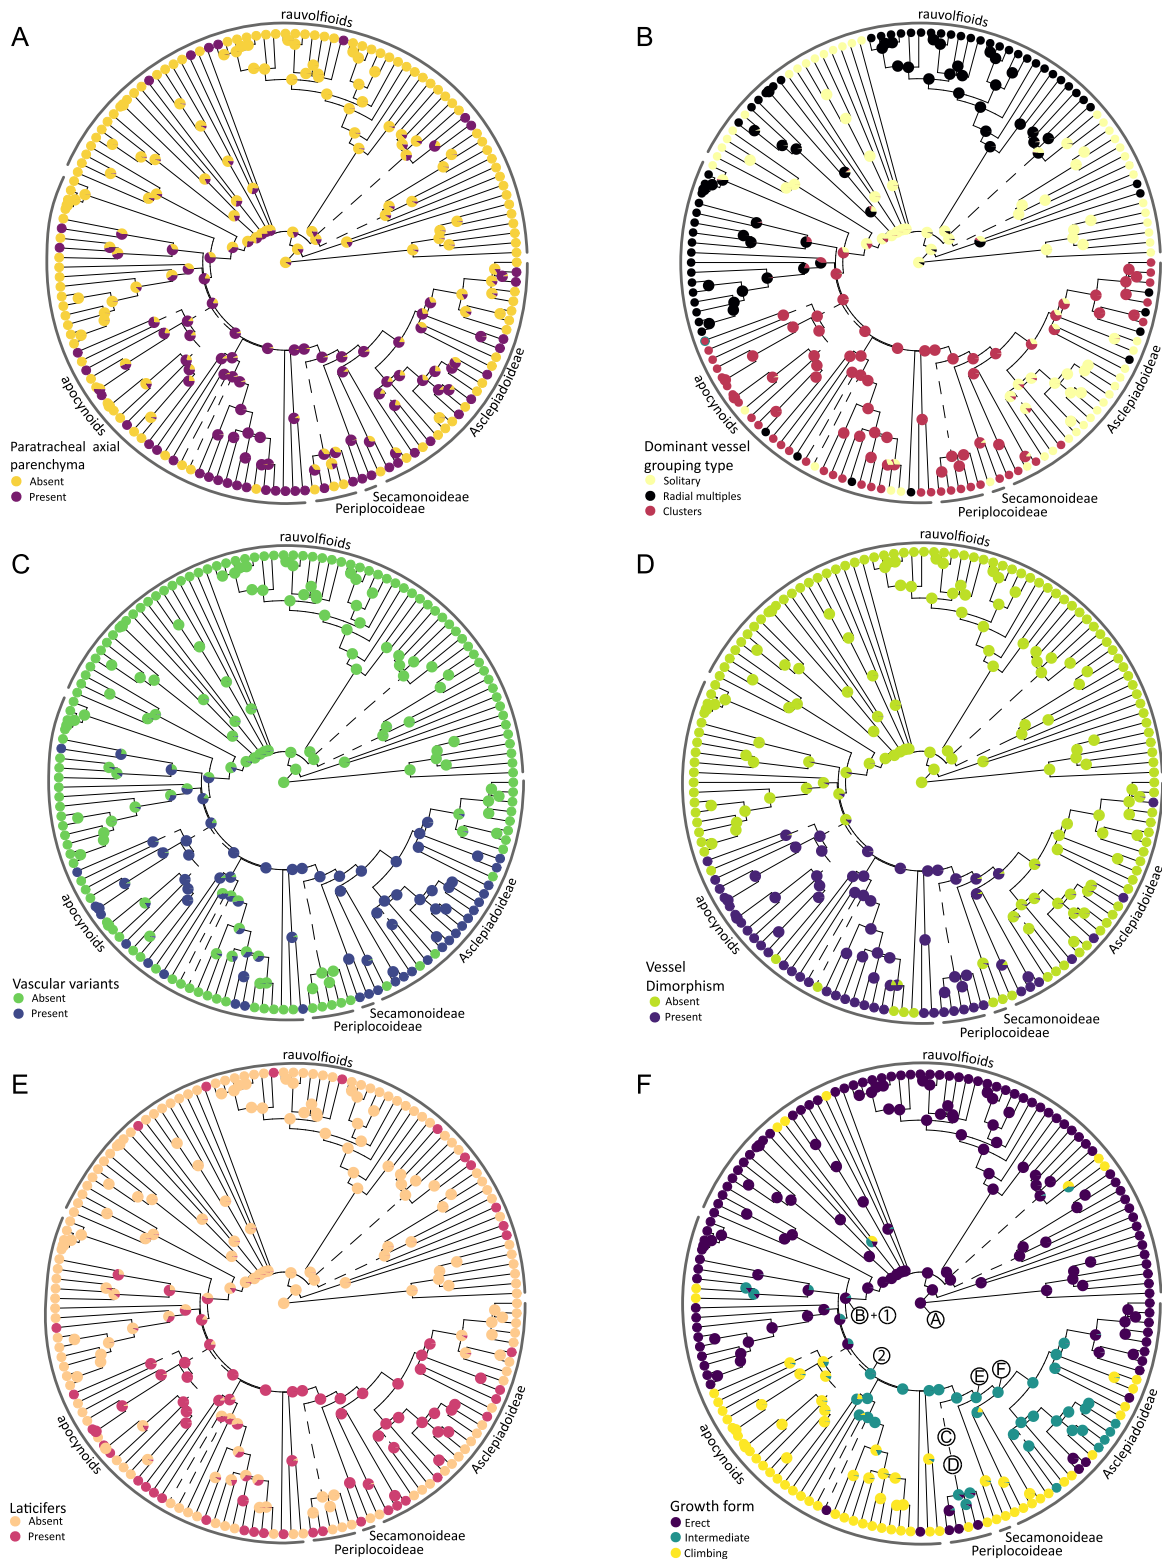 A
rauvolfioids
apocynoids
Asclepiadoideae
Secamonoideae
Periplocoideae
Paratracheal axial
parenchyma
Absent
Present
B
rauvolfioids
apocynoids
Asclepiadoideae
Secamonoideae
Periplocoideae
Dominant vessel
grouping type
Solitary
Radial multiples
Clusters
C
rauvolfioids
apocynoids
Asclepiadoideae
Secamonoideae
Periplocoideae
Vascular variants
Absent
Present
D
rauvolfioids
apocynoids
Asclepiadoideae
Secamonoideae
Periplocoideae
Vessel
Dimorphism
Absent
Present
E
rauvolfioids
apocynoids
Asclepiadoideae
Secamonoideae
Periplocoideae
Laticifers
Absent
Present
F
rauvolfioids
B+1
A
2
E
F
C
D
apocynoids
Asclepiadoideae
Secamonoideae
Periplocoideae
Growth form
Erect
Intermediate
Climbing